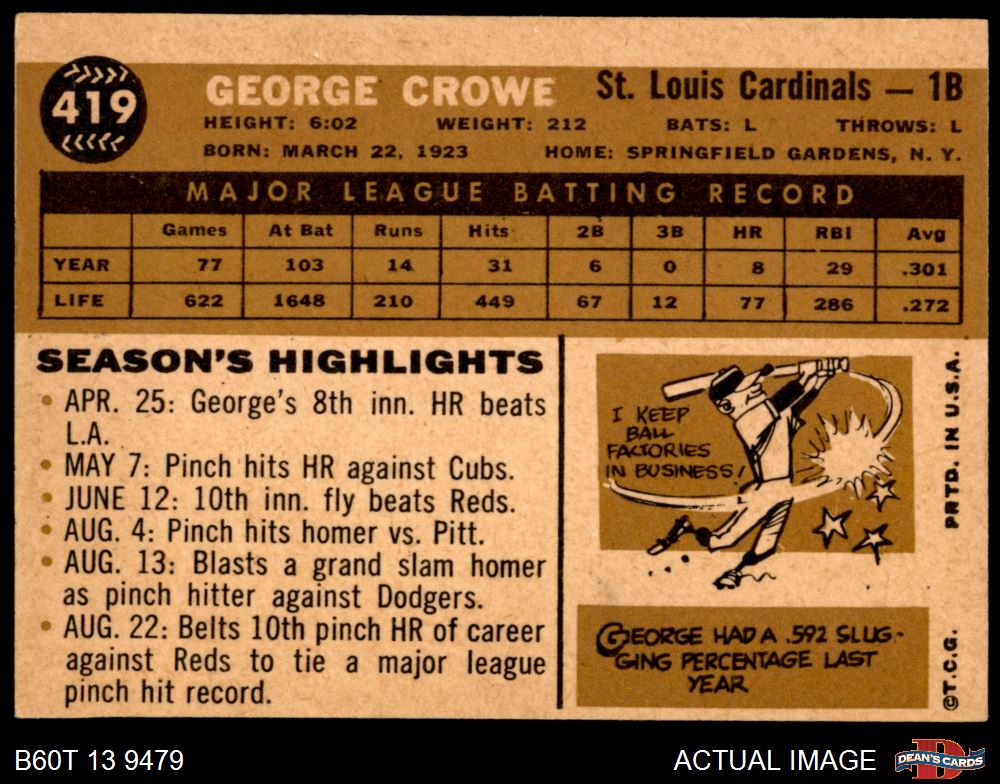 419
GEORGE CROWE St. Louis Cardinals — 1B
HEIGHT: 6:02 WEIGHT: 212 BATS: L THROWS: L
BORN: MARCH 22, 1923 HOME: SPRINGFIELD GARDENS, N. Y.
MAJOR LEAGUE BATTING RECORD
Games At Bat Runs Hits 2B 3B HR RBI Avg
YEAR 77 103 14 31 6 0 8 29 .301
LIFE 622 1648 210 449 67 12 77 286 .272
SEASON'S HIGHLIGHTS
• APR. 25: George's 8th inn. HR beats
L.A.
• MAY 7: Pinch hits HR against Cubs.
• JUNE 12: 10th inn. fly beats Reds.
• AUG. 4: Pinch hits homer vs. Pitt.
• AUG. 13: Blasts a grand slam homer
as pinch hitter against Dodgers.
• AUG. 22: Belts 10th pinch HR of career
against Reds to tie a major league
pinch hit record.
I KEEP
BALL
FACTORIES
IN BUSINESS!
GEORGE HAD A .592 SLUG-
GING PERCENTAGE LAST
YEAR
©T.C.G. PRTD. IN U.S.A.
B60T 13 9479 ACTUAL IMAGE
D
DEAN'S CARDS